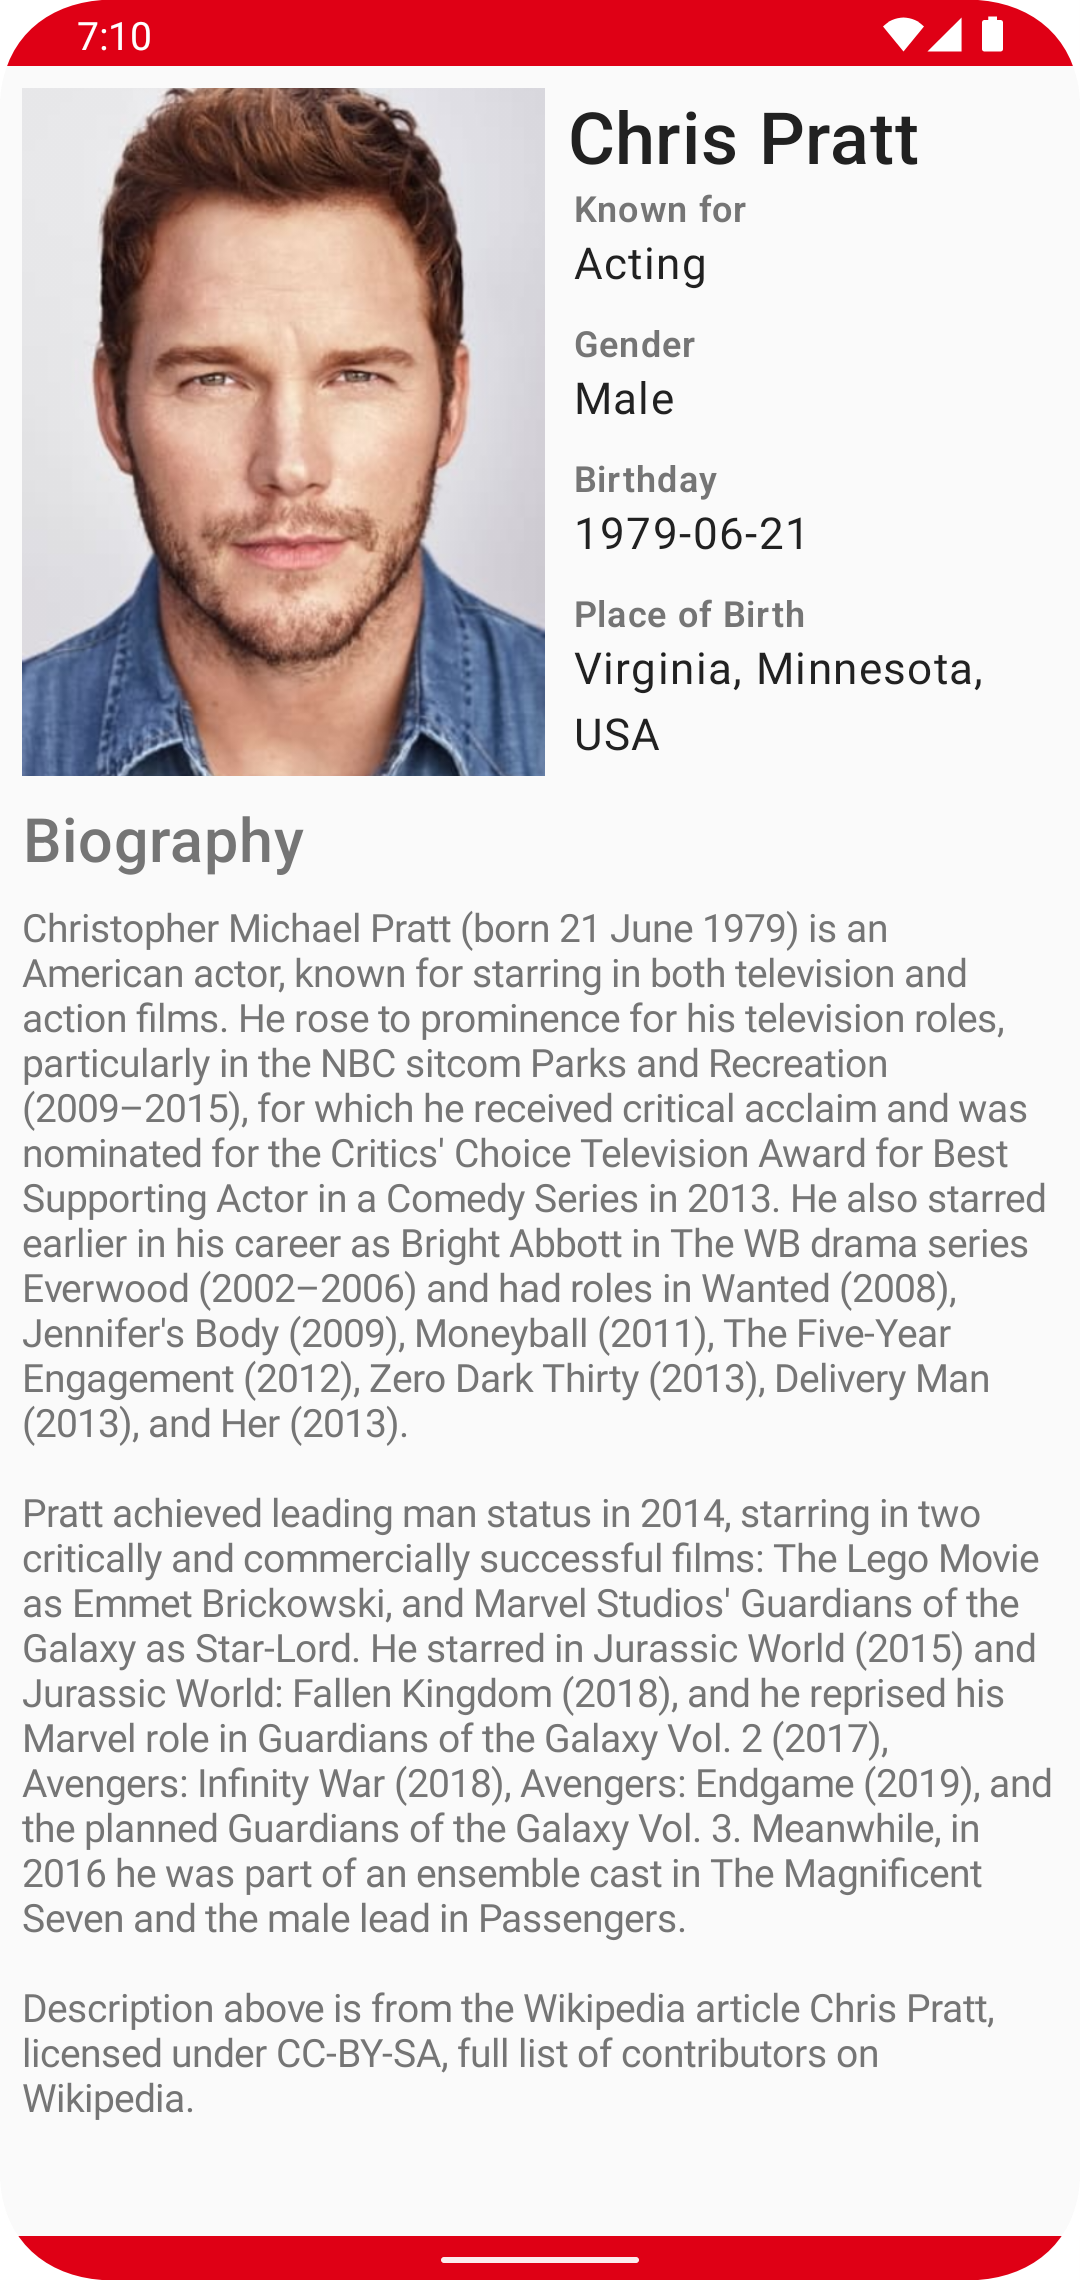 7:10
Chris Pratt
Known for
Acting
Gender
Male
Birthday
1979-06-21
Place of Birth
Virginia, Minnesota,
USA
Biography
Christopher Michael Pratt (born 21 June 1979) is an
American actor, known for starring in both television and
action films. He rose to prominence for his television roles,
particularly in the NBC sitcom Parks and Recreation
(2009–2015), for which he received critical acclaim and was
nominated for the Critics' Choice Television Award for Best
Supporting Actor in a Comedy Series in 2013. He also starred
earlier in his career as Bright Abbott in The WB drama series
Everwood (2002–2006) and had roles in Wanted (2008),
Jennifer's Body (2009), Moneyball (2011), The Five-Year
Engagement (2012), Zero Dark Thirty (2013), Delivery Man
(2013), and Her (2013).
Pratt achieved leading man status in 2014, starring in two
critically and commercially successful films: The Lego Movie
as Emmet Brickowski, and Marvel Studios' Guardians of the
Galaxy as Star-Lord. He starred in Jurassic World (2015) and
Jurassic World: Fallen Kingdom (2018), and he reprised his
Marvel role in Guardians of the Galaxy Vol. 2 (2017),
Avengers: Infinity War (2018), Avengers: Endgame (2019), and
the planned Guardians of the Galaxy Vol. 3. Meanwhile, in
2016 he was part of an ensemble cast in The Magnificent
Seven and the male lead in Passengers.
Description above is from the Wikipedia article Chris Pratt,
licensed under CC-BY-SA, full list of contributors on
Wikipedia.